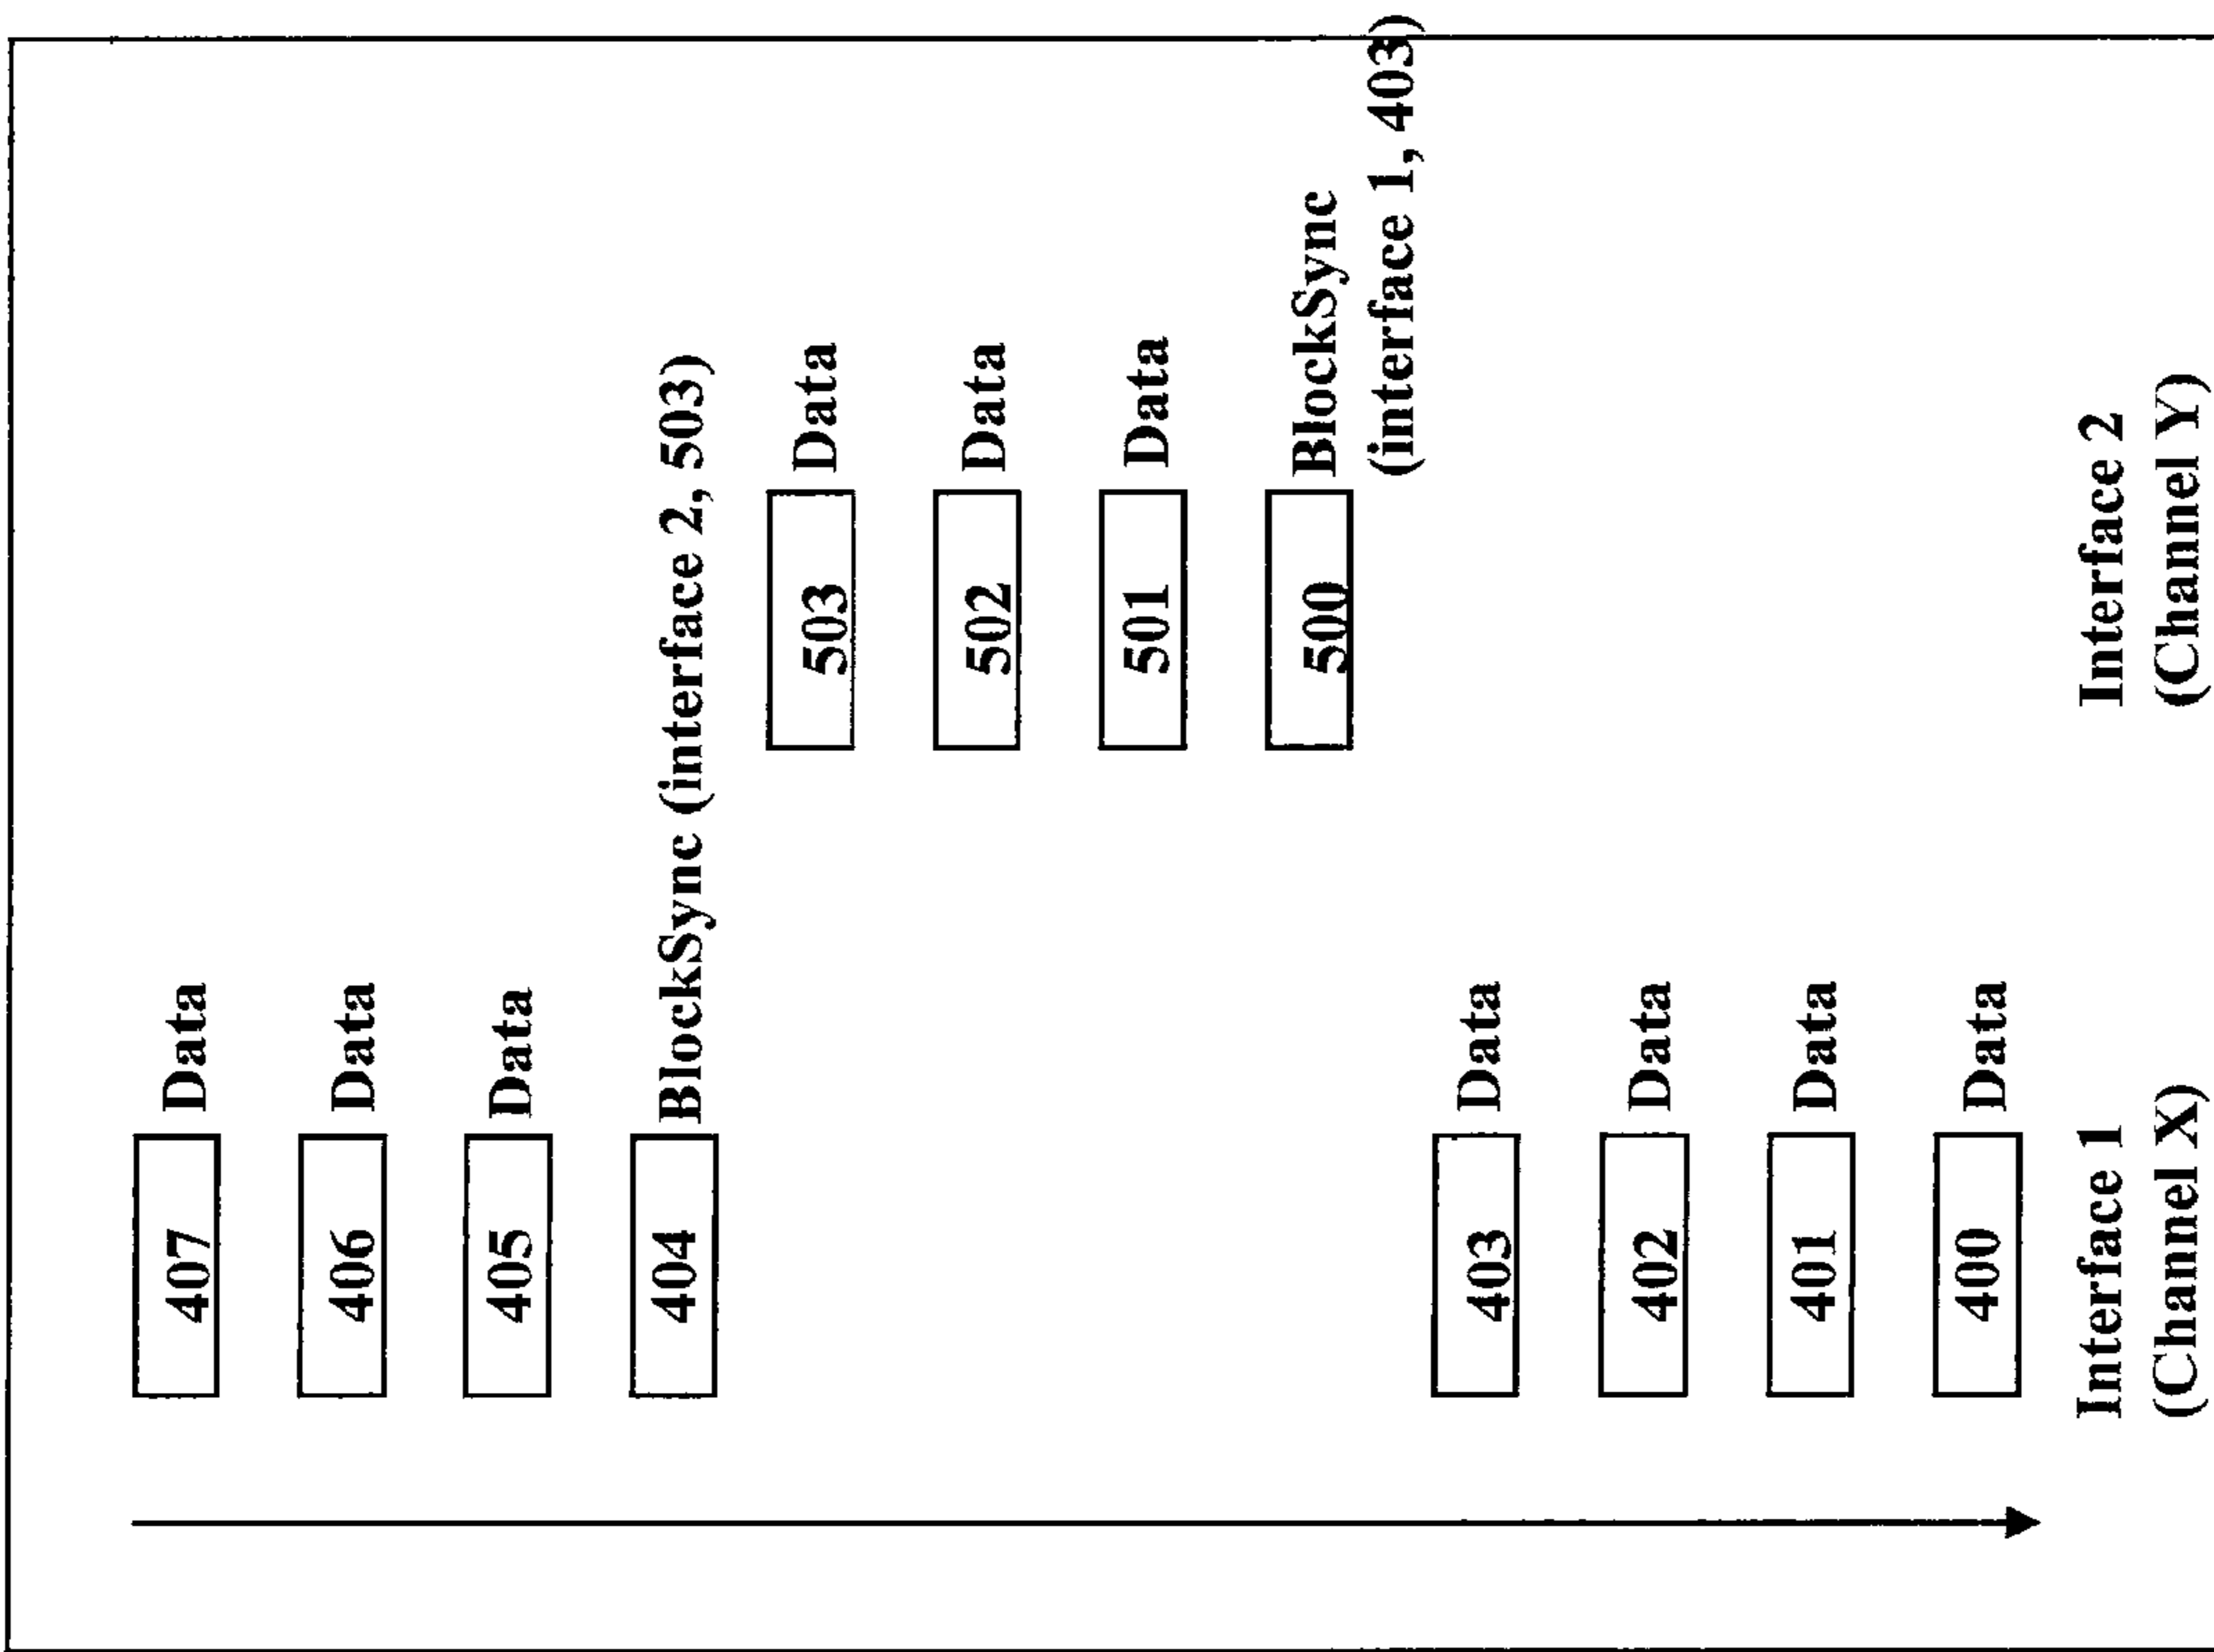 407 Data
406 Data
405 Data
404 BlockSync (interface 2, 503)
503 Data
502 Data
501 Data
500 BlockSync
(interface 1, 403)
403 Data
402 Data
401 Data
400 Data
Interface 1
(Channel X)
Interface 2
(Channel Y)